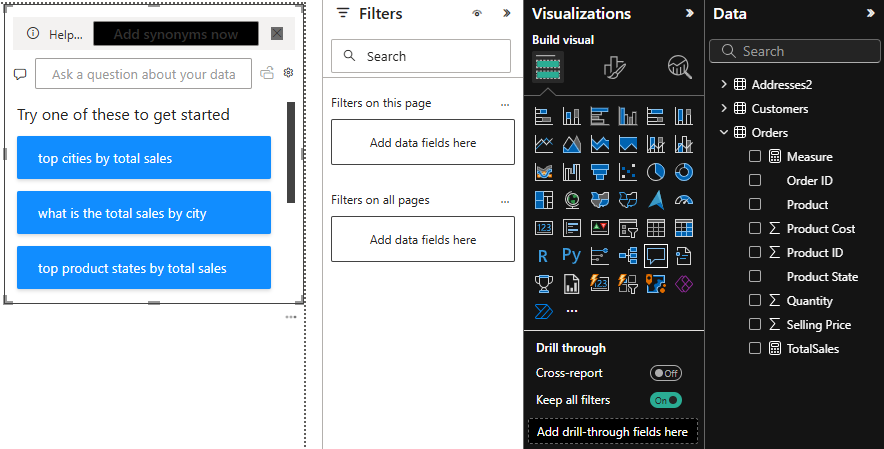 Help...
Add synonyms now
Ask a question about your data
Try one of these to get started
top cities by total sales
what is the total sales by city
top product states by total sales
...
Filters
Search
Filters on this page
...
Add data fields here
Filters on all pages
...
Add data fields here
Visualizations
Build visual
123
R
Py
123
...
Drill through
Cross-report
Off
Keep all filters
On
Add drill-through fields here
Data
Search
Addresses2
Customers
Orders
Measure
Order ID
Product
Product Cost
Product ID
Product State
Quantity
Selling Price
TotalSales